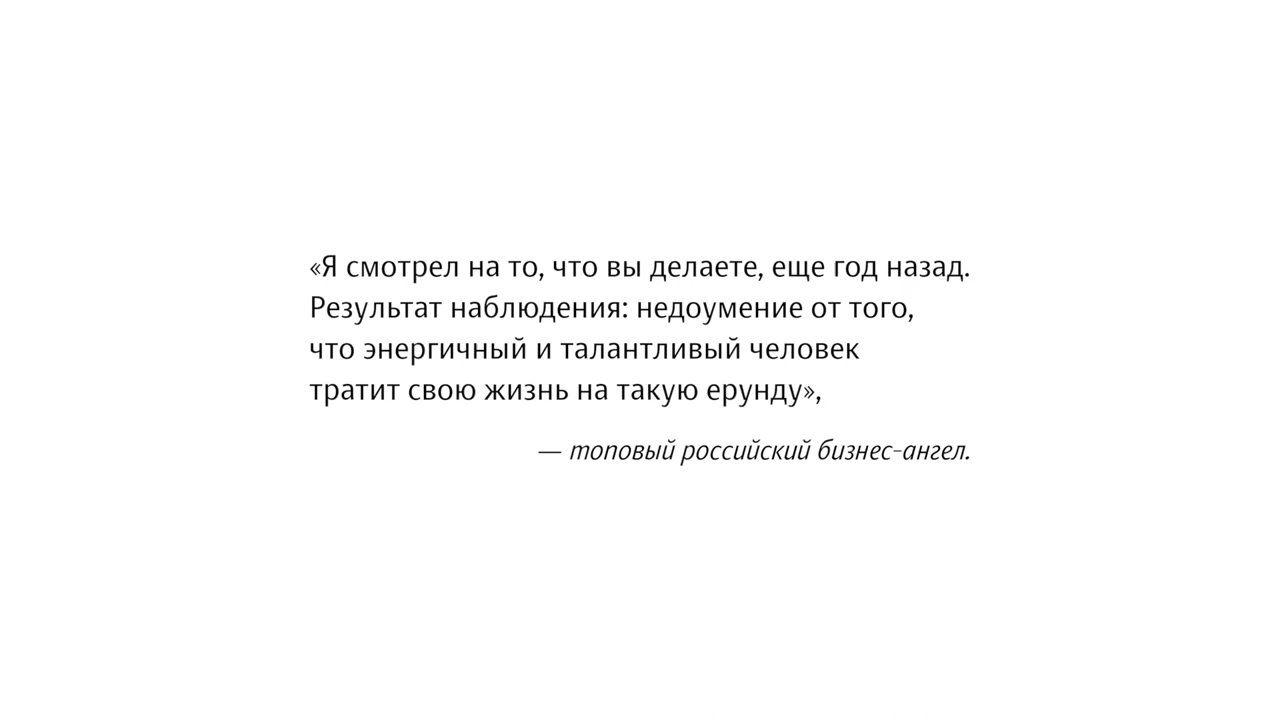 «Я смотрел на то, что вы делаете, еще год назад.
Результат наблюдения: недоумение от того,
что энергичный и талантливый человек
тратит свою жизнь на такую ерунду»,
— топовый российский бизнес-ангел.